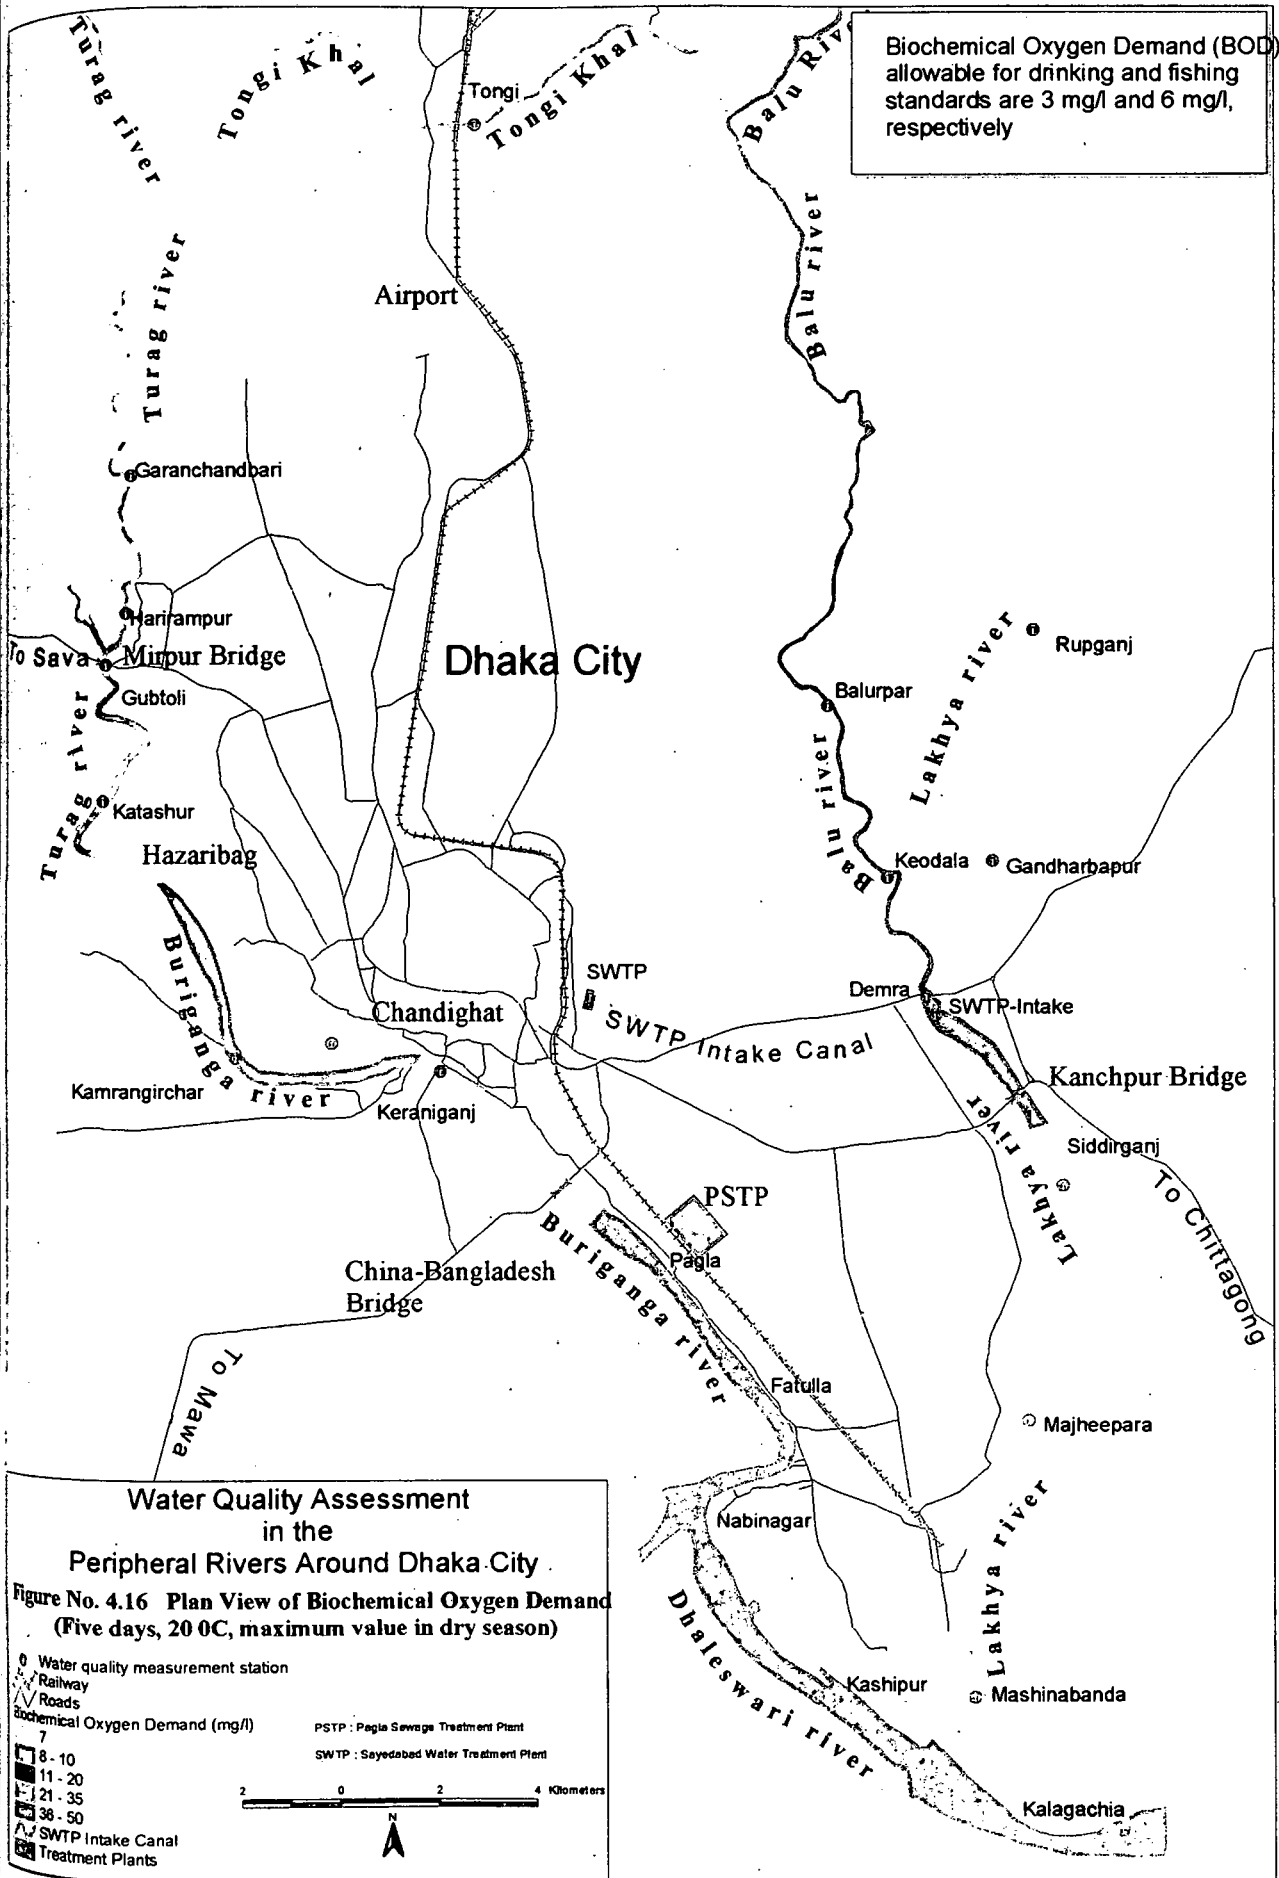 Biochemical Oxygen Demand (BOD)
allowable for drinking and fishing
standards are 3 mg/l and 6 mg/l,
respectively
Turag river
Tongi Khal
Tongi
Tongi Khal
Balu River
Balu river
Turag river
Airport
Garanchandbari
Harirampur
To Sava
Mirpur Bridge
Gubtoli
Dhaka City
Rupganj
Lakhya river
Balurpar
Balu river
Turag river
Katashur
Hazaribag
Balu
Keodala
Gandharbapur
Buriganga river
SWTP
Chandighat
SWTP Intake Canal
Demra
SWTP-Intake
Kamrangirchar
Keraniganj
Kanchpur Bridge
Lakhya river
Siddirganj
To Chittagong
PSTP
Pagla
Buriganga river
China-Bangladesh
Bridge
To Mawa
Fatulla
Majheepara
Nabinagar
Lakhya river
Dhaleswari river
Kashipur
Mashinabanda
Kalagachia
Water Quality Assessment
in the
Peripheral Rivers Around Dhaka City
Figure No. 4.16 Plan View of Biochemical Oxygen Demand
(Five days, 20 0C, maximum value in dry season)
Water quality measurement station
Railway
Roads
Biochemical Oxygen Demand (mg/l)
7
8 - 10
11 - 20
21 - 35
36 - 50
SWTP Intake Canal
Treatment Plants
PSTP : Pagla Sewage Treatment Plant
SWTP : Sayedabad Water Treatment Plant
2 0 2 4 Kilometers
N